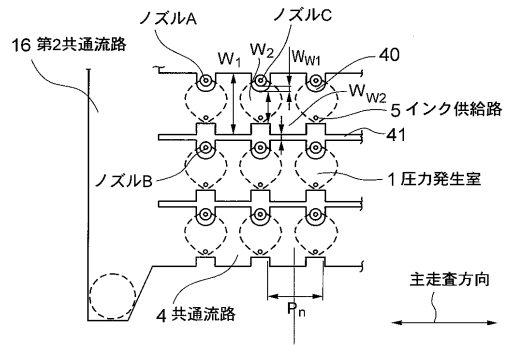 ノズルA
ノズルC
16 第2共通流路
W1
W2
WW1
40
WW2
5 インク供給路
41
ノズルB
1 圧力発生室
4 共通流路
Pn
主走査方向